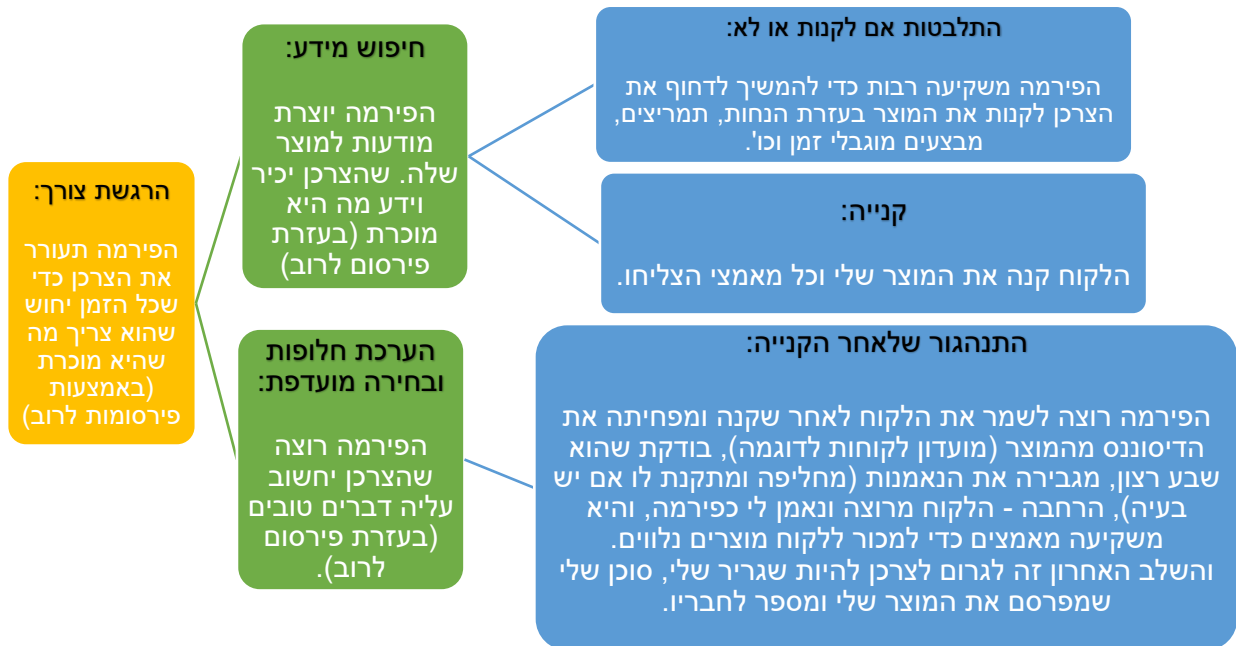 הרגשת צורך:
הפירמה תעורר
את הצרכן כדי
שכל הזמן יחוש
שהוא צריך מה
שהיא מוכרת
(באמצעות
פירסומות לרוב)
חיפוש מידע:
הפירמה יוצרת
מודעות למוצר
שלה. שהצרכן יכיר
וידע מה היא
מוכרת (בעזרת
פירסום לרוב)
הערכת חלופות
ובחירה מועדפת:
הפירמה רוצה
שהצרכן יחשוב
עליה דברים טובים
(בעזרת פירסום
לרוב).
התלבטות אם לקנות או לא:
הפירמה משקיעה רבות כדי להמשיך לדחוף את
הצרכן לקנות את המוצר בעזרת הנחות, תמריצים,
מבצעים מוגבלי זמן וכו'.
קנייה:
הלקוח קנה את המוצר שלי וכל מאמצי הצליחו.
התנהגור שלאחר הקנייה:
הפירמה רוצה לשמר את הלקוח לאחר שקנה ומפחיתה את
הדיסוננס מהמוצר (מועדון לקוחות לדוגמה), בודקת שהוא
שבע רצון, מגבירה את הנאמנות (מחליפה ומתקנת לו אם יש
בעיה), הרחבה - הלקוח מרוצה ונאמן לי כפירמה, והיא
משקיעה מאמצים כדי למכור ללקוח מוצרים נלווים.
והשלב האחרון זה לגרום לצרכן להיות שגריר שלי, סוכן שלי
שמפרסם את המוצר שלי ומספר לחבריו.